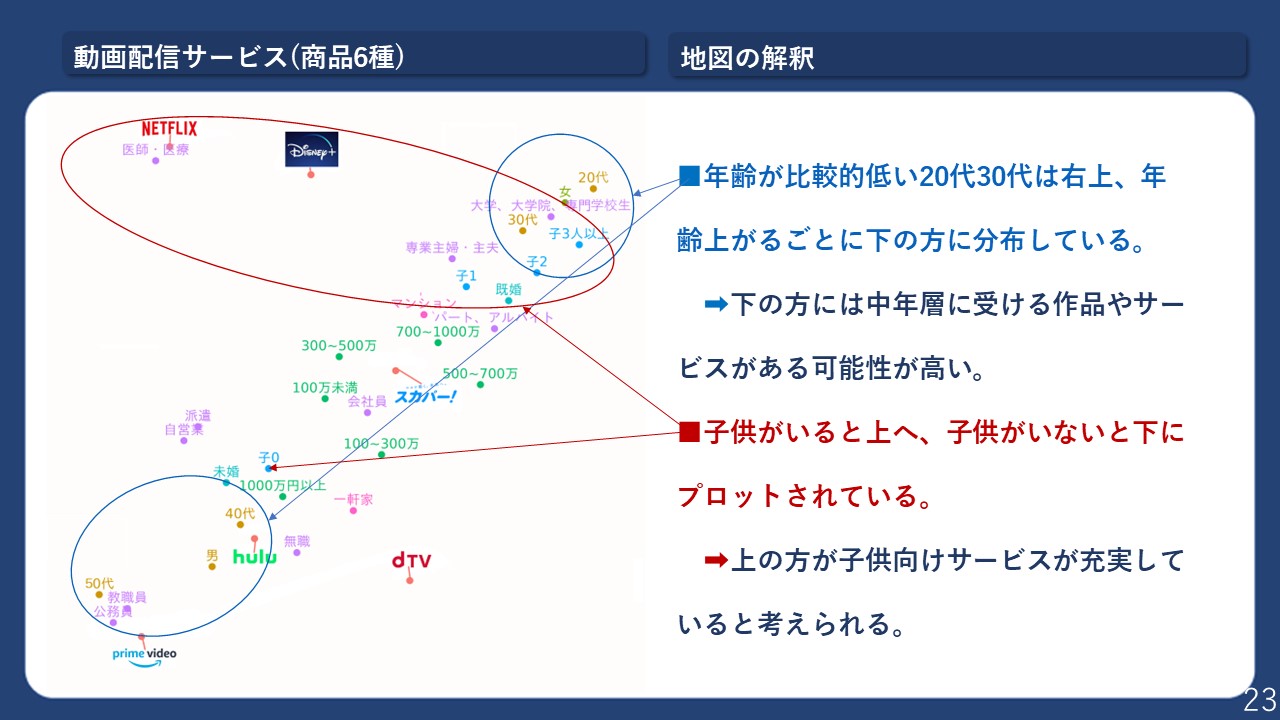 動画配信サービス(商品6種)
地図の解釈
NETFLIX
医師・医療
Disney+
20代
女
大学、大学院、専門学校生
30代
子3人以上
専業主婦・主夫
子2
子1
既婚
マンション
パート、アルバイト
700~1000万
300~500万
500~700万
スカパー!
100万未満
会社員
派遣
自営業
100~300万
子0
未婚
1000万円以上
一軒家
40代
無職
男
hulu
dTV
50代
教職員
公務員
prime video
■年齢が比較的低い20代30代は右上、年
齢上がるごとに下の方に分布している。
➡下の方には中年層に受ける作品やサー
ビスがある可能性が高い。
■子供がいると上へ、子供がいないと下に
プロットされている。
➡上の方が子供向けサービスが充実して
いると考えられる。
23